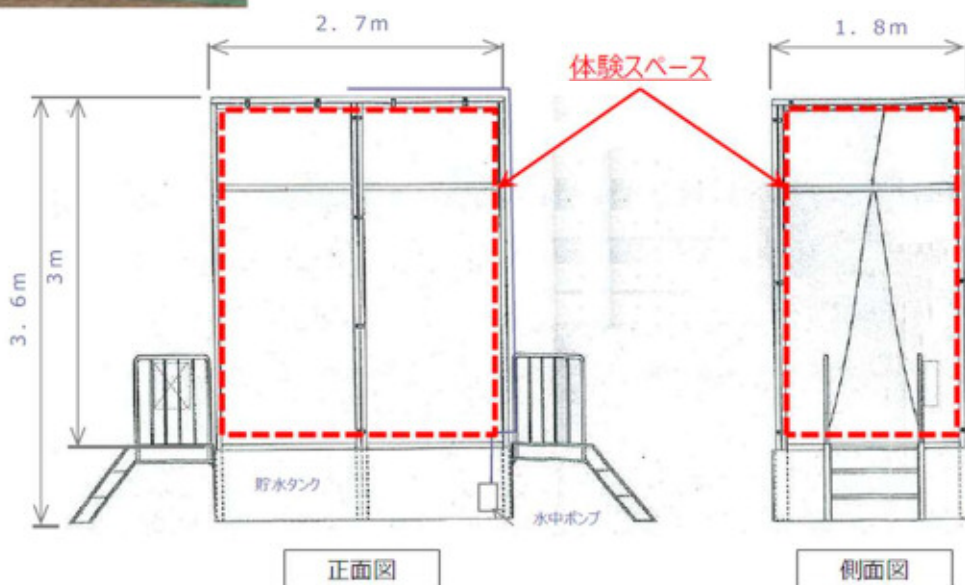 2. 7m
1. 8m
体験スペース
3. 6m
3m
貯水タンク
水中ポンプ
正面図
側面図